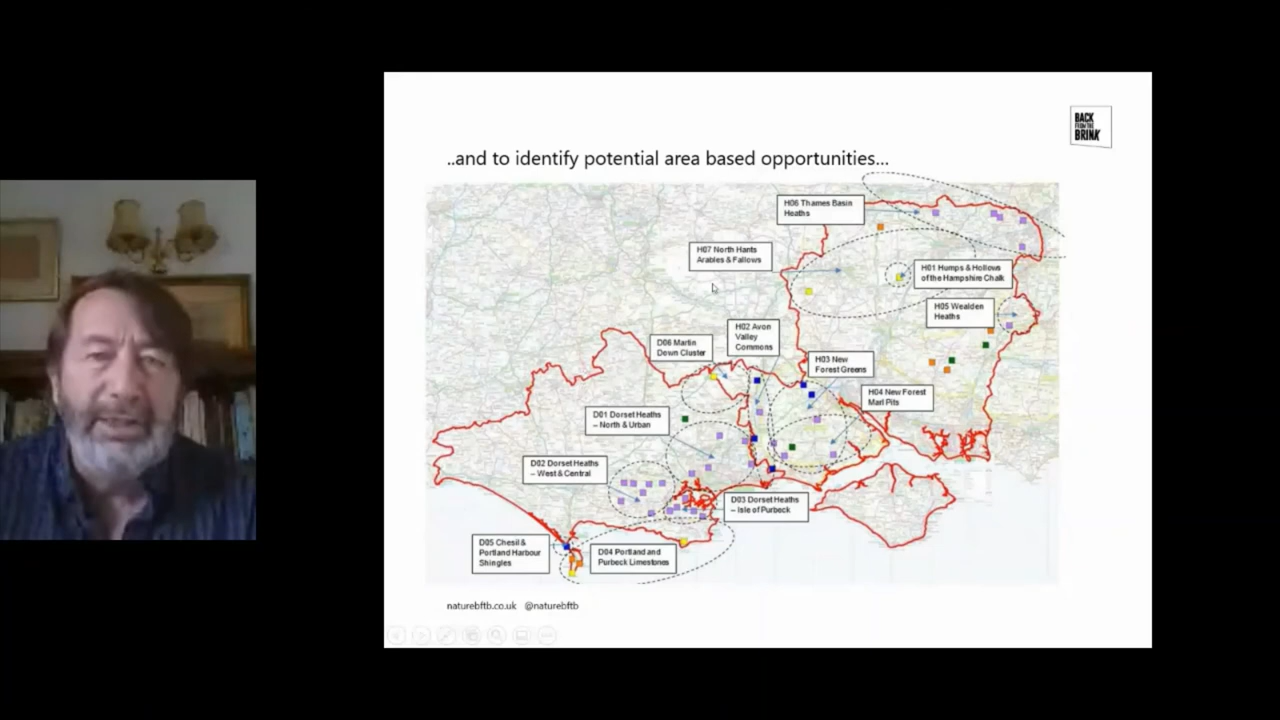 BACK
FROM THE
BRINK
..and to identify potential area based opportunities...
H06 Thames Basin
Heaths
H07 North Hants
Arables & Fallows
H01 Humps & Hollows
of the Hampshire Chalk
H05 Wealden
Heaths
H02 Avon
Valley
Commons
D06 Martin
Down Cluster
H03 New
Forest Greens
H04 New Forest
Marl Pits
D01 Dorset Heaths
– North & Urban
D02 Dorset Heaths
– West & Central
D03 Dorset Heaths
– Isle of Purbeck
D05 Chesil &
Portland Harbour
Shingles
D04 Portland and
Purbeck Limestones
naturebftb.co.uk @naturebftb